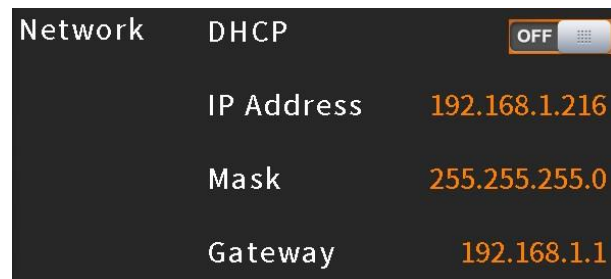 Network DHCP OFF
IP Address 192.168.1.216
Mask 255.255.255.0
Gateway 192.168.1.1